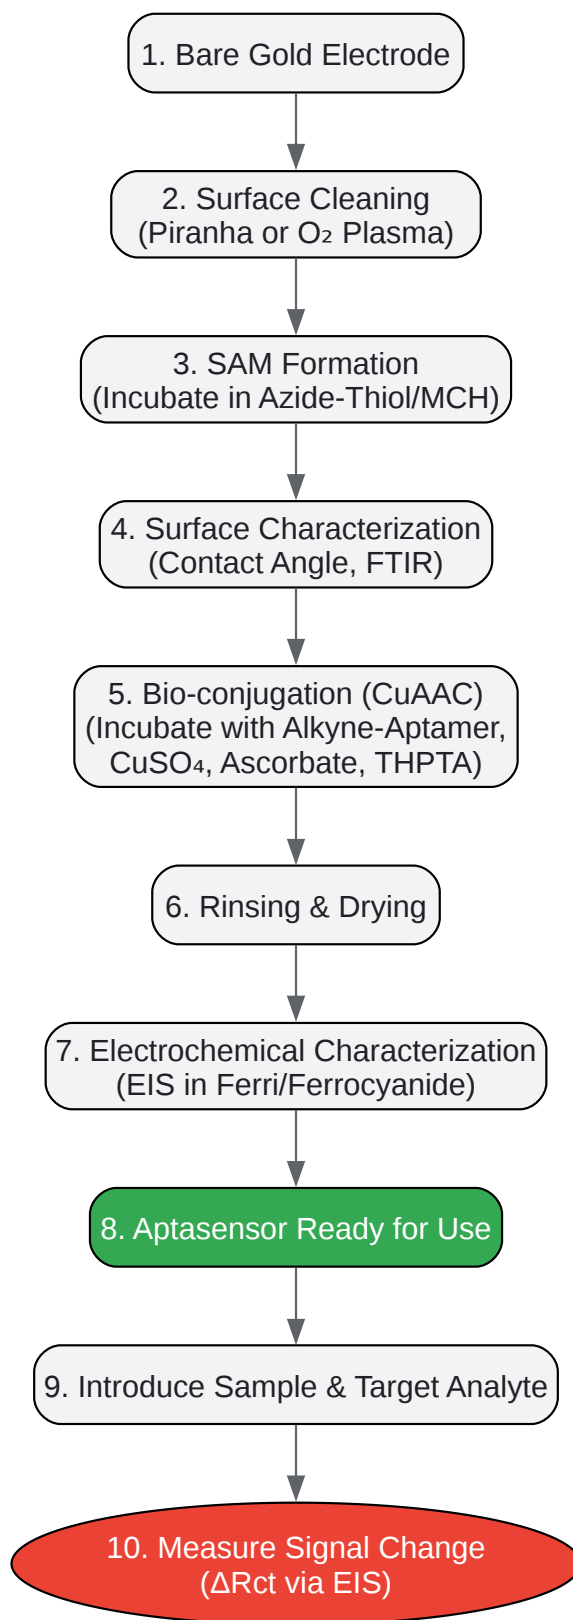 1. Bare Gold Electrode
2. Surface Cleaning
(Piranha or O₂ Plasma)
3. SAM Formation
(Incubate in Azide-Thiol/MCH)
4. Surface Characterization
(Contact Angle, FTIR)
5. Bio-conjugation (CuAAC)
(Incubate with Alkyne-Aptamer,
CuSO₄, Ascorbate, THPTA)
6. Rinsing & Drying
7. Electrochemical Characterization
(EIS in Ferri/Ferrocyanide)
8. Aptasensor Ready for Use
9. Introduce Sample & Target Analyte
10. Measure Signal Change
(ΔRct via EIS)